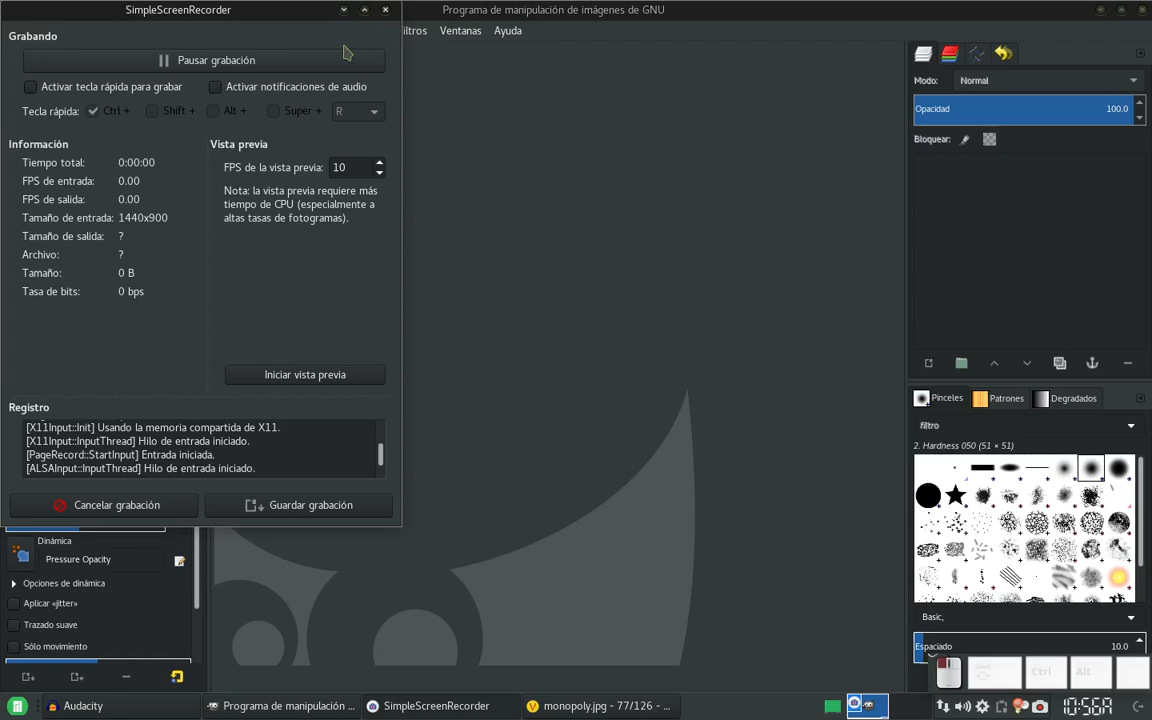 SimpleScreenRecorder
Programa de manipulación de imágenes de GNU
Grabando
Pausar grabación
Activar tecla rápida para grabar
Activar notificaciones de audio
Tecla rápida: Ctrl + Shift + Alt + Super + R
Información
Tiempo total: 0:00:00
FPS de entrada: 0.00
FPS de salida: 0.00
Tamaño de entrada: 1440x900
Tamaño de salida: ?
Archivo: ?
Tamaño: 0 B
Tasa de bits: 0 bps
Vista previa
FPS de la vista previa: 10
Nota: la vista previa requiere más
tiempo de CPU (especialmente a
altas tasas de fotogramas).
Iniciar vista previa
Registro
[X11Input::Init] Usando la memoria compartida de X11.
[X11Input::InputThread] Hilo de entrada iniciado.
[PageRecord::StartInput] Entrada iniciada.
[ALSAInput::InputThread] Hilo de entrada iniciado.
Cancelar grabación
Guardar grabación
iltros Ventanas Ayuda
Modo: Normal
Opacidad 100.0
Bloquear:
Pinceles Patrones Degradados
filtro
2. Hardness 050 (51 × 51)
Basic,
Espaciado 10.0
Dinámica
Pressure Opacity
Opciones de dinámica
Aplicar «jitter»
Trazado suave
Sólo movimiento
Shift Ctrl Alt
Audacity
Programa de manipulación ...
SimpleScreenRecorder
monopoly.jpg - 77/126 - ...
10:56A